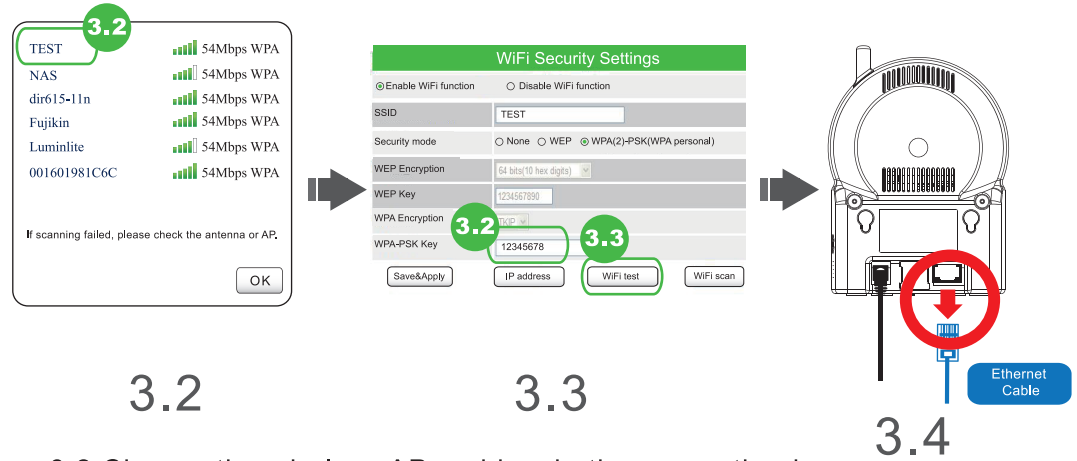 3.2
TEST 54Mbps WPA
NAS 54Mbps WPA
dir615-11n 54Mbps WPA
Fujikin 54Mbps WPA
Luminlite 54Mbps WPA
001601981C6C 54Mbps WPA
If scanning failed, please check the antenna or AP.
OK
3.2
WiFi Security Settings
Enable WiFi function Disable WiFi function
SSID TEST
Security mode None WEP WPA(2)-PSK(WPA personal)
WEP Encryption 64 bits(10 hex digits)
WEP Key 1234567890
WPA Encryption TKIP
3.2
3.3
WPA-PSK Key 12345678
Save&Apply IP address WiFi test WiFi scan
3.3
Ethernet
Cable
3.4